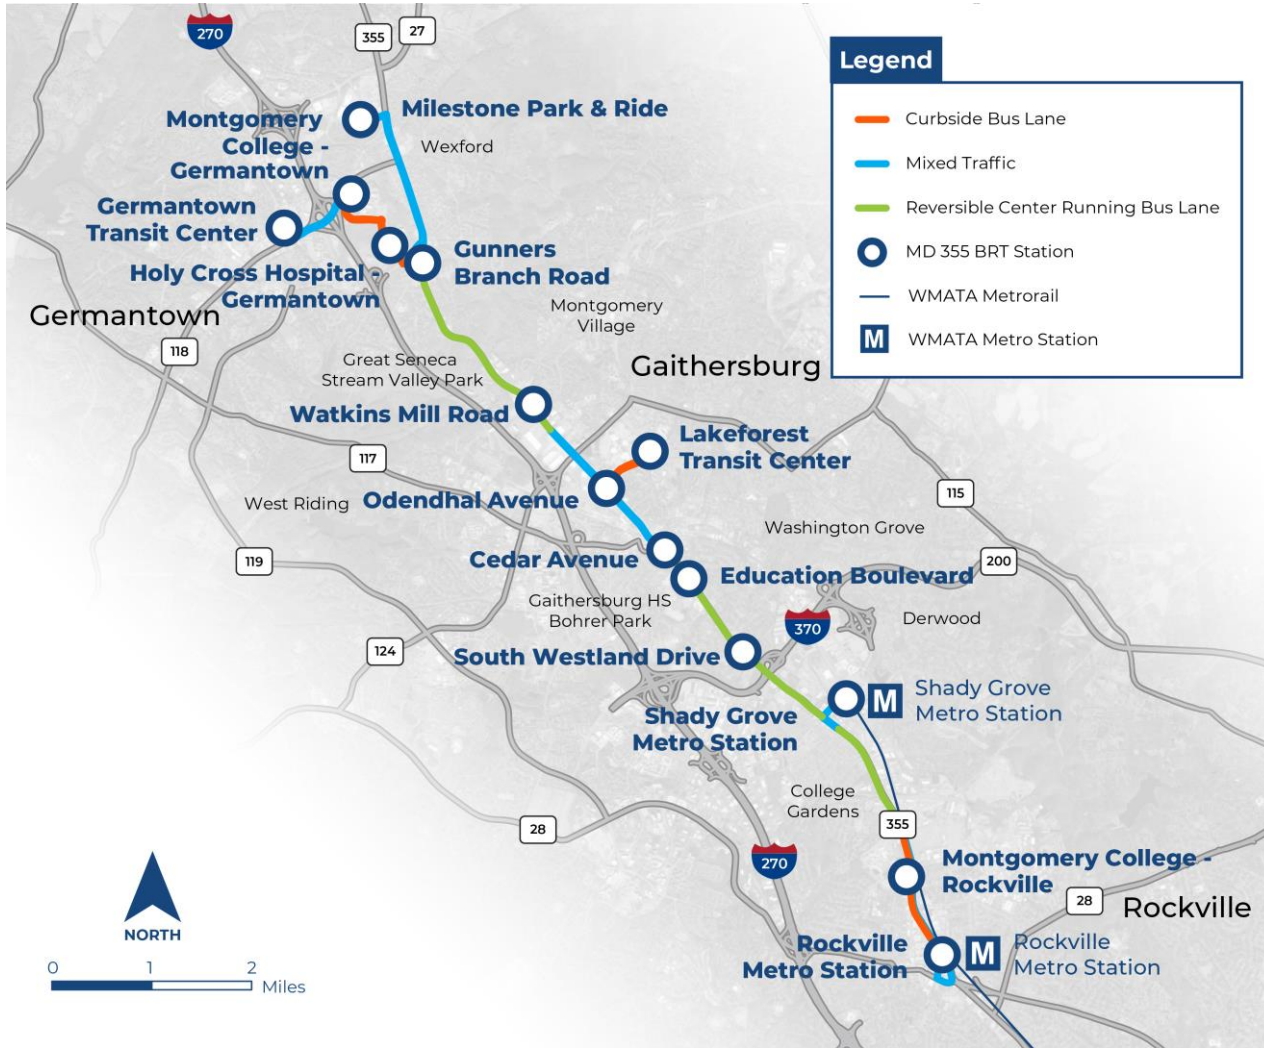 270
355
27
Legend
Curbside Bus Lane
Mixed Traffic
Reversible Center Running Bus Lane
MD 355 BRT Station
WMATA Metrorail
M
WMATA Metro Station
Milestone Park & Ride
Montgomery
College -
Germantown
Wexford
Germantown
Transit Center
Gunners
Branch Road
Holy Cross Hospital -
Germantown
Germantown
118
Montgomery
Village
Great Seneca
Stream Valley Park
Gaithersburg
Watkins Mill Road
Lakeforest
Transit Center
117
West Riding
Odendhal Avenue
115
Washington Grove
119
Cedar Avenue
Education Boulevard
200
Gaithersburg HS
Bohrer Park
370
Derwood
124
South Westland Drive
M
Shady Grove
Metro Station
Shady Grove
Metro Station
College
Gardens
28
355
270
Montgomery College -
Rockville
28
Rockville
NORTH
Rockville
Metro Station
M
Rockville
Metro Station
0 1 2
Miles